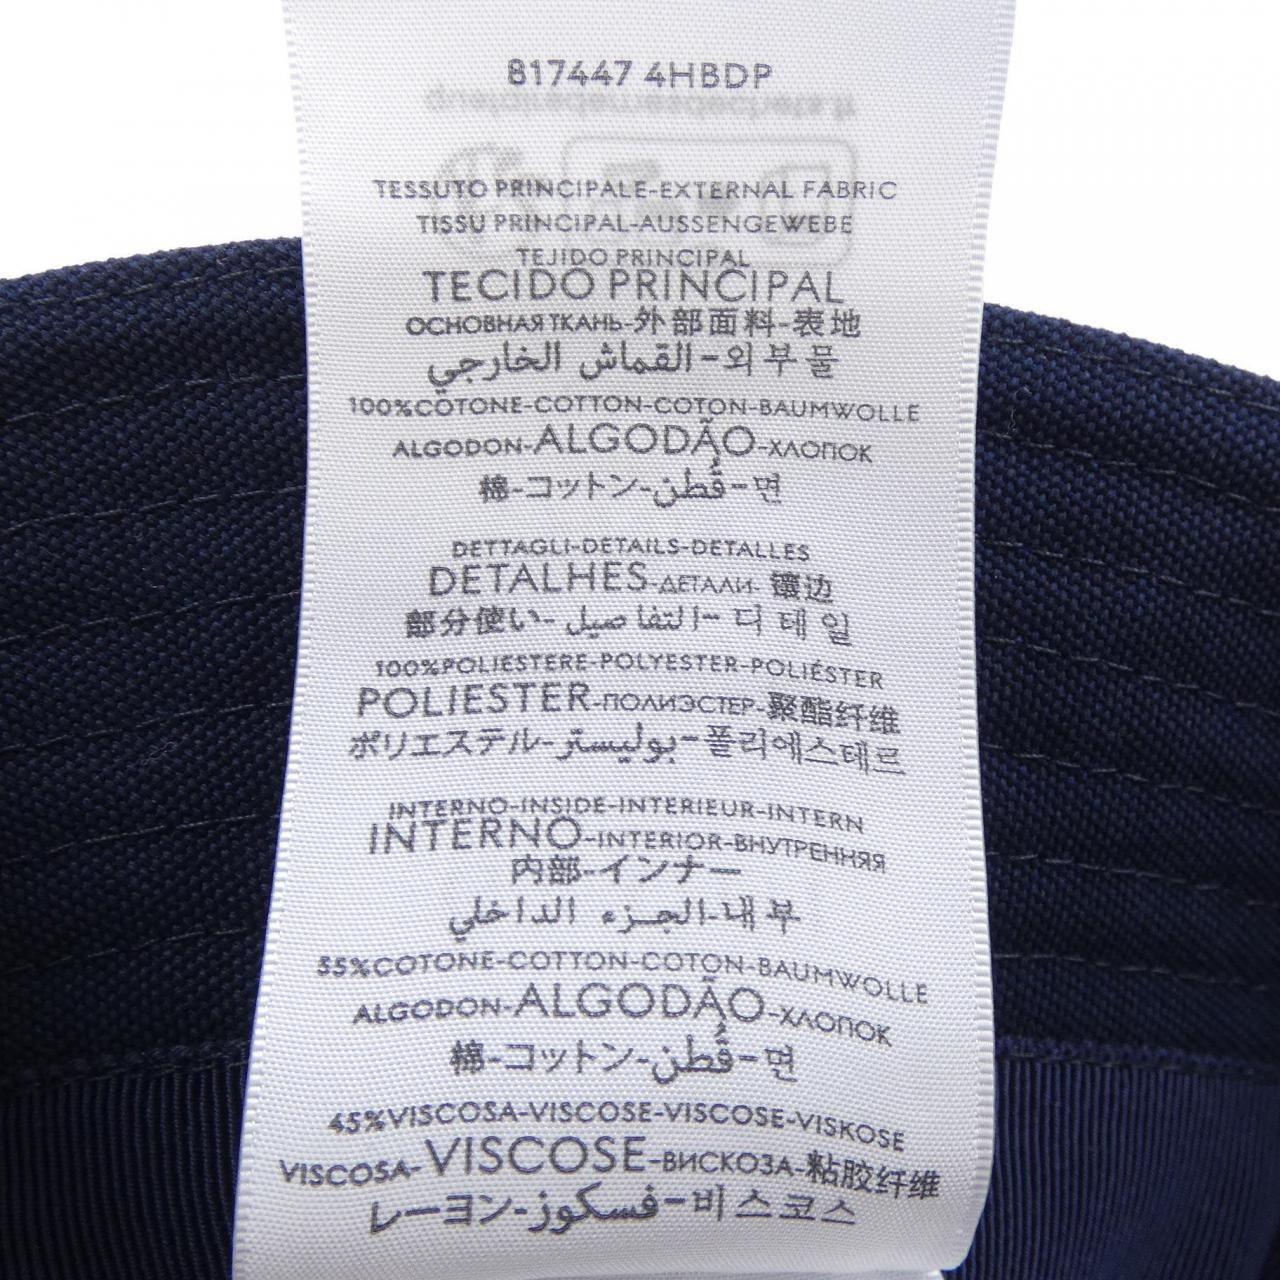 817447 4HBDP
TESSUTO PRINCIPALE-EXTERNAL FABRIC
TISSU PRINCIPAL-AUSSENGEWEBE
TEJIDO PRINCIPAL
TECIDO PRINCIPAL
ОСНОВНАЯ ТКАНЬ-外部面料-表地
القماش الخارجي-외부물
100%COTONE-COTTON-COTON-BAUMWOLLE
ALGODON-ALGODÃO-ХЛОПОК
棉-コットン-قُطن-면
DETTAGLI-DETAILS-DETALLES
DETALHES-ДЕТАЛИ-镶边
部分使い-التفاصيل-디테일
100%POLIESTERE-POLYESTER-POLIÉSTER
POLIESTER-ПОЛИЭСТЕР-聚酯纤维
ポリエステル-بوليستر-폴리에스테르
INTERNO-INSIDE-INTERIEUR-INTERN
INTERNO-INTERIOR-ВНУТРЕННЯЯ
内部-インナー
الجزء الداخلي-내부
55%COTONE-COTTON-COTON-BAUMWOLLE
ALGODON-ALGODÃO-ХЛОПОК
棉-コットン-قُطن-면
45%VISCOSA-VISCOSE-VISCOSE-VISKOSE
VISCOSA-VISCOSE-ВИСКОЗА-粘胶纤维
レーヨン-فسكوز-비스코스